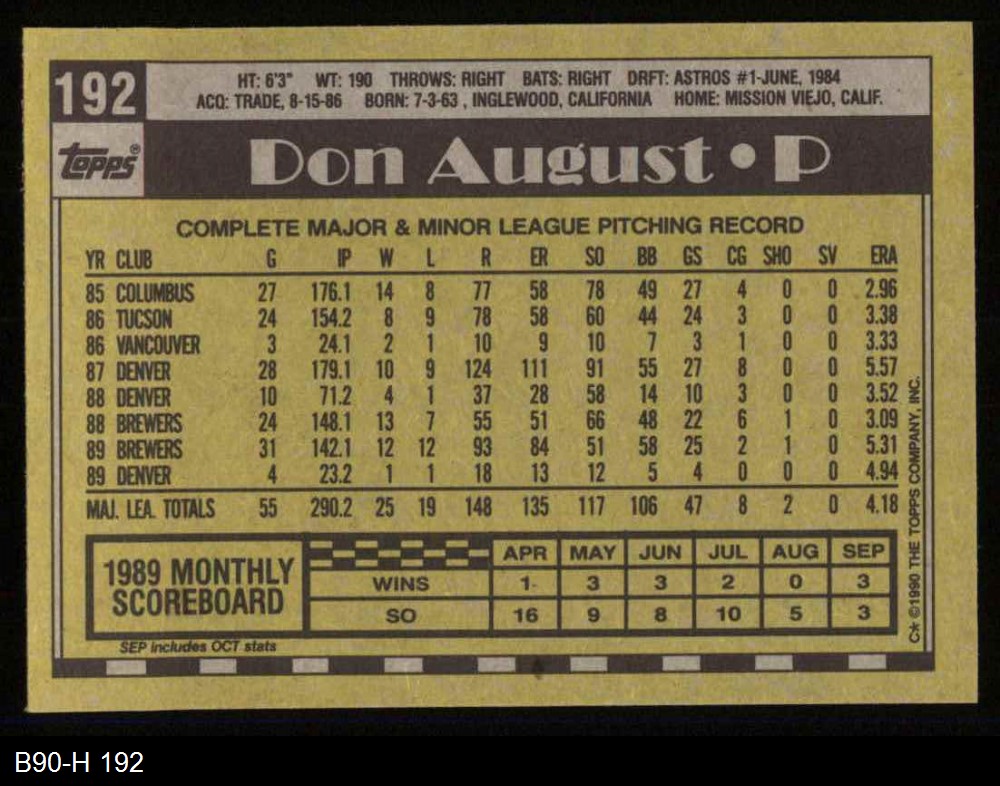 192
HT: 6'3" WT: 190 THROWS: RIGHT BATS: RIGHT DRFT: ASTROS #1-JUNE, 1984
ACQ: TRADE, 8-15-86 BORN: 7-3-63 , INGLEWOOD, CALIFORNIA HOME: MISSION VIEJO, CALIF.
Topps®
Don August • P
COMPLETE MAJOR & MINOR LEAGUE PITCHING RECORD
YR CLUB G IP W L R ER SO BB GS CG SHO SV ERA
85 COLUMBUS 27 176.1 14 8 77 58 78 49 27 4 0 0 2.96
86 TUCSON 24 154.2 8 9 78 58 60 44 24 3 0 0 3.38
86 VANCOUVER 3 24.1 2 1 10 9 10 7 3 1 0 0 3.33
87 DENVER 28 179.1 10 9 124 111 91 55 27 8 0 0 5.57
88 DENVER 10 71.2 4 1 37 28 58 14 10 3 0 0 3.52
88 BREWERS 24 148.1 13 7 55 51 66 48 22 6 1 0 3.09
89 BREWERS 31 142.1 12 12 93 84 51 58 25 2 1 0 5.31
89 DENVER 4 23.2 1 1 18 13 12 5 4 0 0 0 4.94
MAJ. LEA. TOTALS 55 290.2 25 19 148 135 117 106 47 8 2 0 4.18
1989 MONTHLY SCOREBOARD
APR MAY JUN JUL AUG SEP
WINS 1 3 3 2 0 3
SO 16 9 8 10 5 3
SEP includes OCT stats
C* ©1990 THE TOPPS COMPANY, INC.
B90-H 192